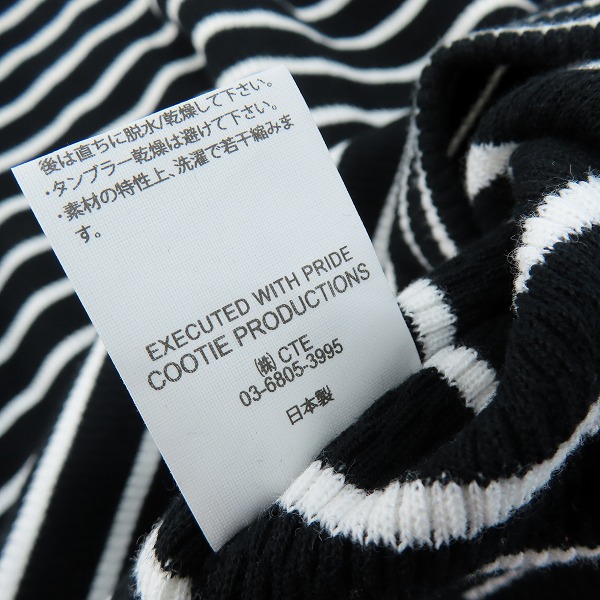 後は直ちに脱水/乾燥して下さい。
・タンブラー乾燥は避けて下さい。
・素材の特性上、洗濯で若干縮みま
す。
EXECUTED WITH PRIDE
COOTIE PRODUCTIONS
㈱ CTE
03-6805-3995
日本製